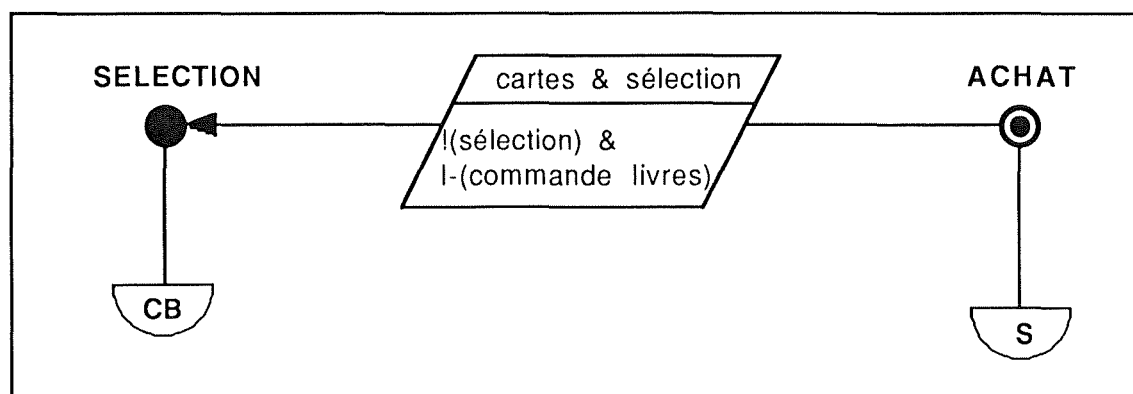 SELECTION
cartes & sélection
ACHAT
!(sélection) &
I-(commande livres)
CB
S